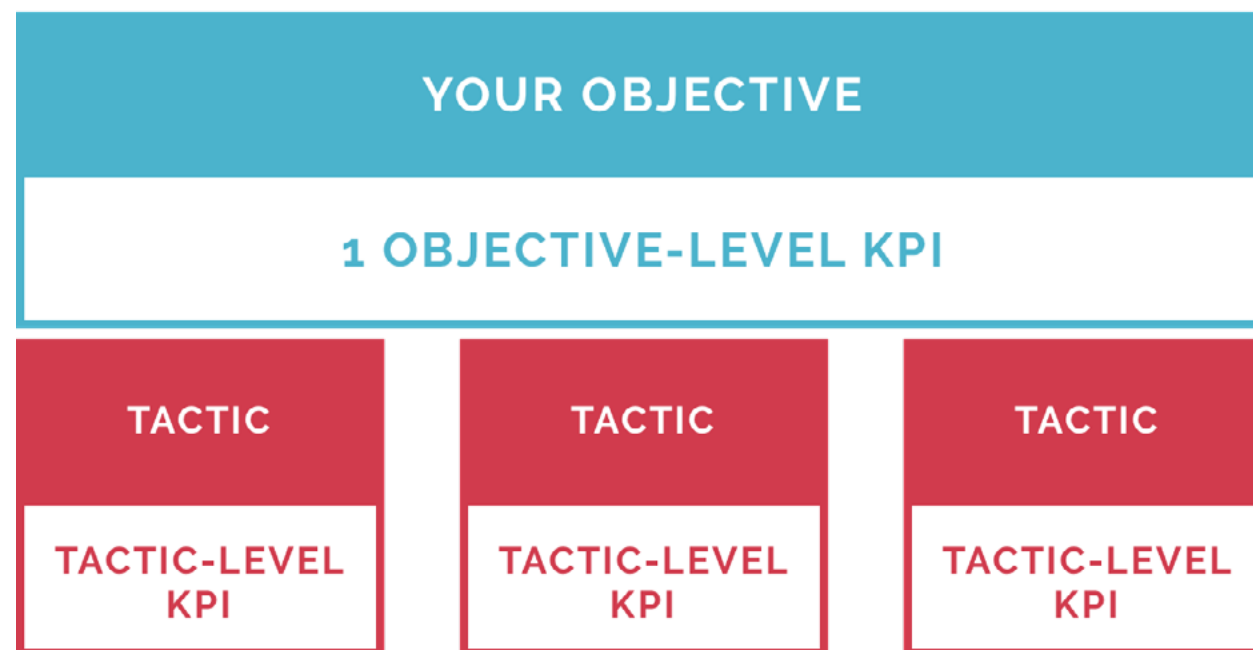 YOUR OBJECTIVE
1 OBJECTIVE-LEVEL KPI
TACTIC
TACTIC-LEVEL
KPI
TACTIC
TACTIC-LEVEL
KPI
TACTIC
TACTIC-LEVEL
KPI